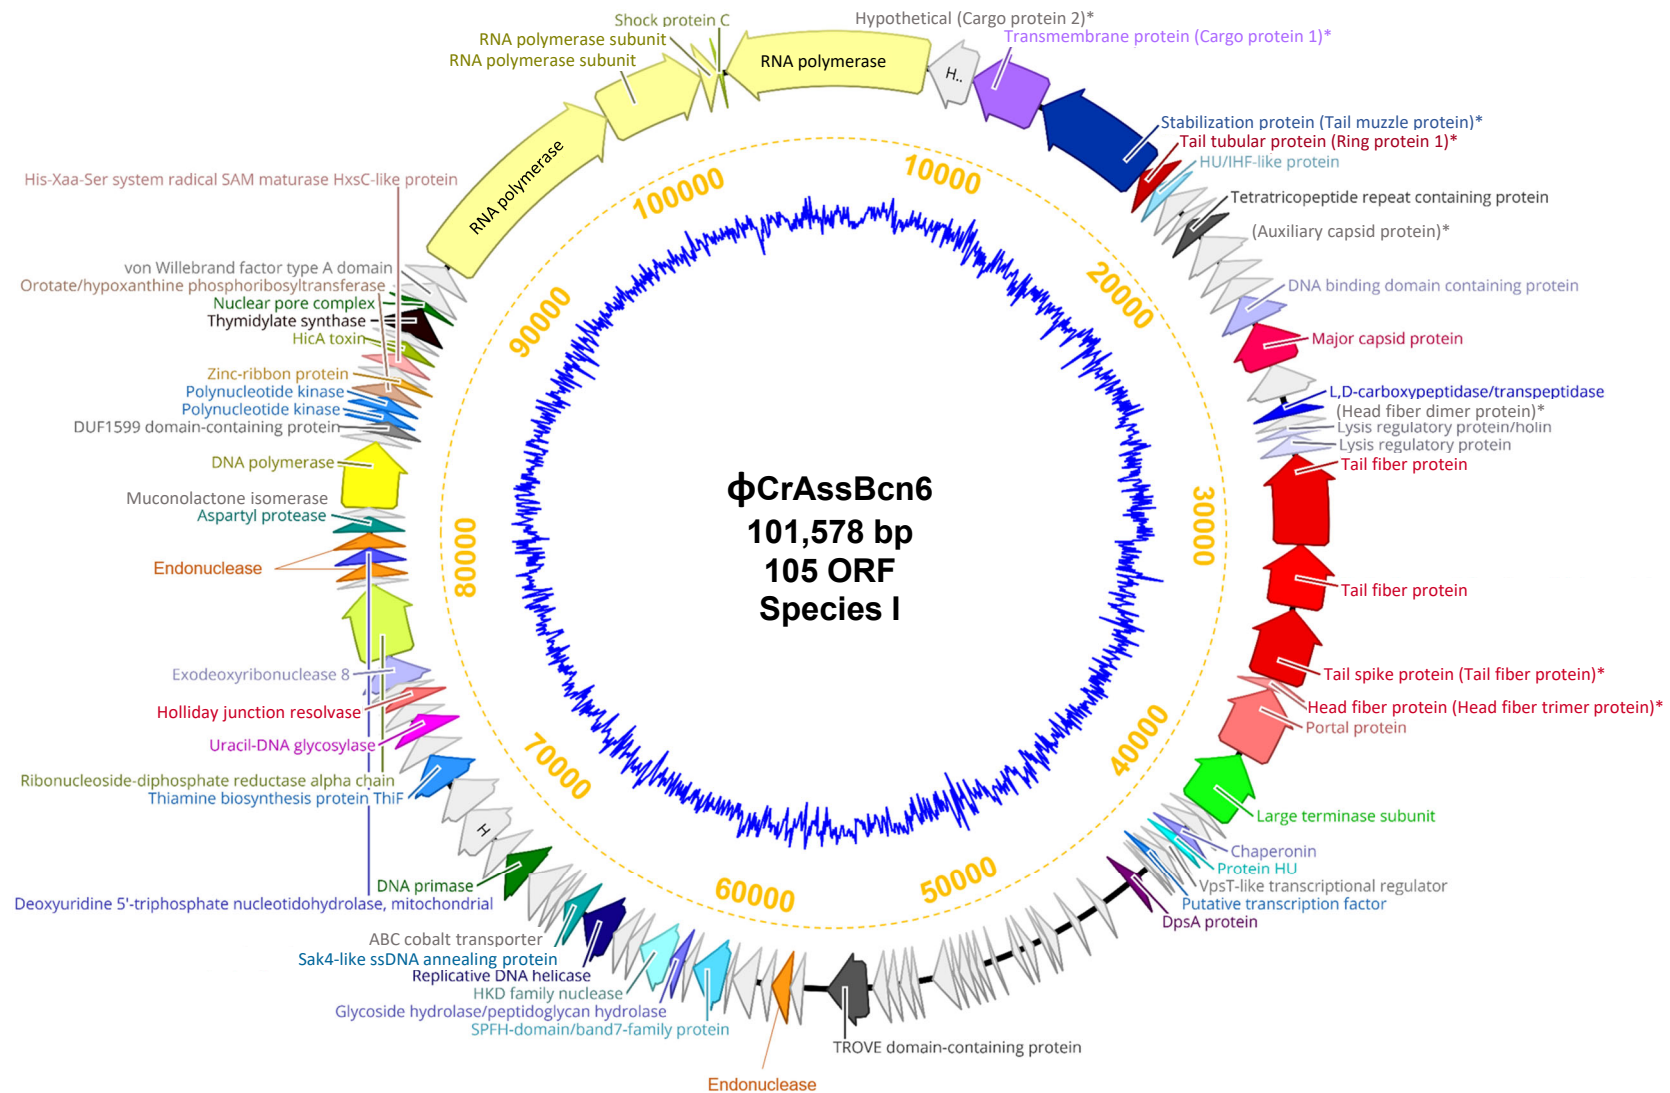 Shock protein C
Hypothetical (Cargo protein 2)*
RNA polymerase subunit
Transmembrane protein (Cargo protein 1)*
RNA polymerase subunit
RNA polymerase
H..
Stabilization protein (Tail muzzle protein)*
Tail tubular protein (Ring protein 1)*
HU/IHF-like protein
RNA polymerase
His-Xaa-Ser system radical SAM maturase HxsC-like protein
Tetratricopeptide repeat containing protein
(Auxiliary capsid protein)*
100000
10000
20000
90000
von Willebrand factor type A domain
Orotate/hypoxanthine phosphoribosyltransferase
DNA binding domain containing protein
Nuclear pore complex
Thymidylate synthase
HicA toxin
Major capsid protein
Zinc-ribbon protein
Polynucleotide kinase
L,D-carboxypeptidase/transpeptidase
Polynucleotide kinase
(Head fiber dimer protein)*
DUF1599 domain-containing protein
Lysis regulatory protein/holin
Lysis regulatory protein
DNA polymerase
Tail fiber protein
ϕCrAssBcn6
101,578 bp
105 ORF
Species I
Muconolactone isomerase
Aspartyl protease
30000
80000
Endonuclease
Tail fiber protein
Exodeoxyribonuclease 8
Tail spike protein (Tail fiber protein)*
Holliday junction resolvase
Head fiber protein (Head fiber trimer protein)*
Portal protein
Uracil-DNA glycosylase
40000
70000
Ribonucleoside-diphosphate reductase alpha chain
Thiamine biosynthesis protein ThiF
Large terminase subunit
H
Chaperonin
Protein HU
VpsT-like transcriptional regulator
Putative transcription factor
DpsA protein
50000
60000
DNA primase
Deoxyuridine 5'-triphosphate nucleotidohydrolase, mitochondrial
ABC cobalt transporter
Sak4-like ssDNA annealing protein
Replicative DNA helicase
HKD family nuclease
Glycoside hydrolase/peptidoglycan hydrolase
SPFH-domain/band7-family protein
TROVE domain-containing protein
Endonuclease